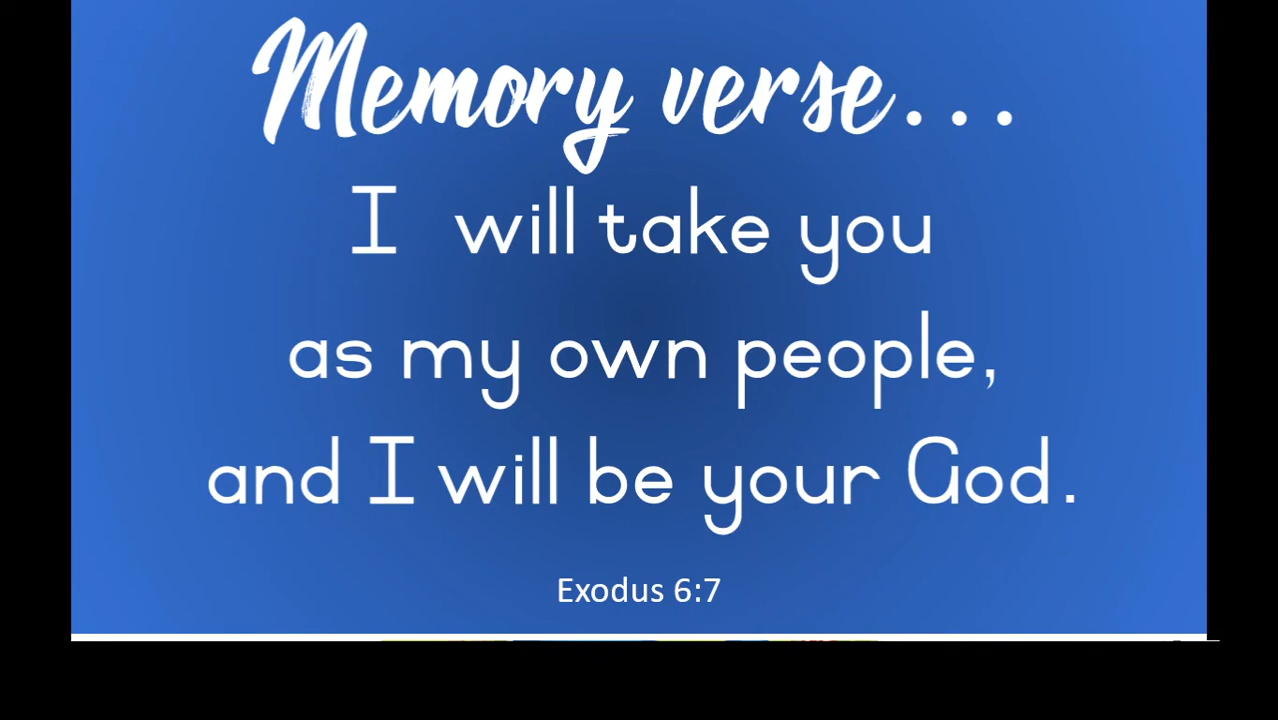 Memory verse...
I will take you
as my own people,
and I will be your God.
Exodus 6:7